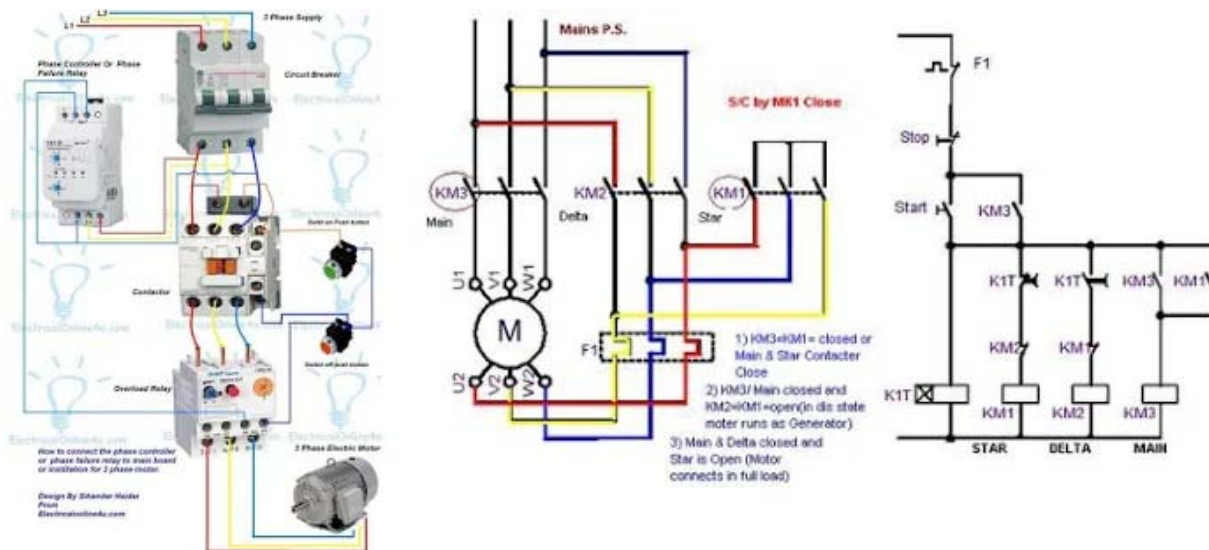 3 Phase Supply
L1
L2
L3
Phase Controller Or Phase
Failure Relay
Circuit Breaker
Contactor
Overload Relay
3 Phase Electric Motor
How to connect the phase controller
or phase failure relay to main board
or instillation for 3 phase motor.
Design By Sikander Haidar
From
Electricalonline4u.com
Mains P.S.
S/C by MK1 Close
KM3
KM2
KM1
Main
Delta
Star
U1
V1
W1
M
F1
U2
V2
W2
1) KM3=KM1= closed or
Main & Star Contacter
Close
2) KM3/ Main closed and
KM2=KM1=open(in dis state
moter runs as Generator)
3) Main & Delta closed and
Star is Open (Motor
connects in full load)
F1
Stop
Start
KM3
K1T
K1T
KM3
KM1
KM2
KM1
K1T
KM1
KM2
KM3
STAR
DELTA
MAIN